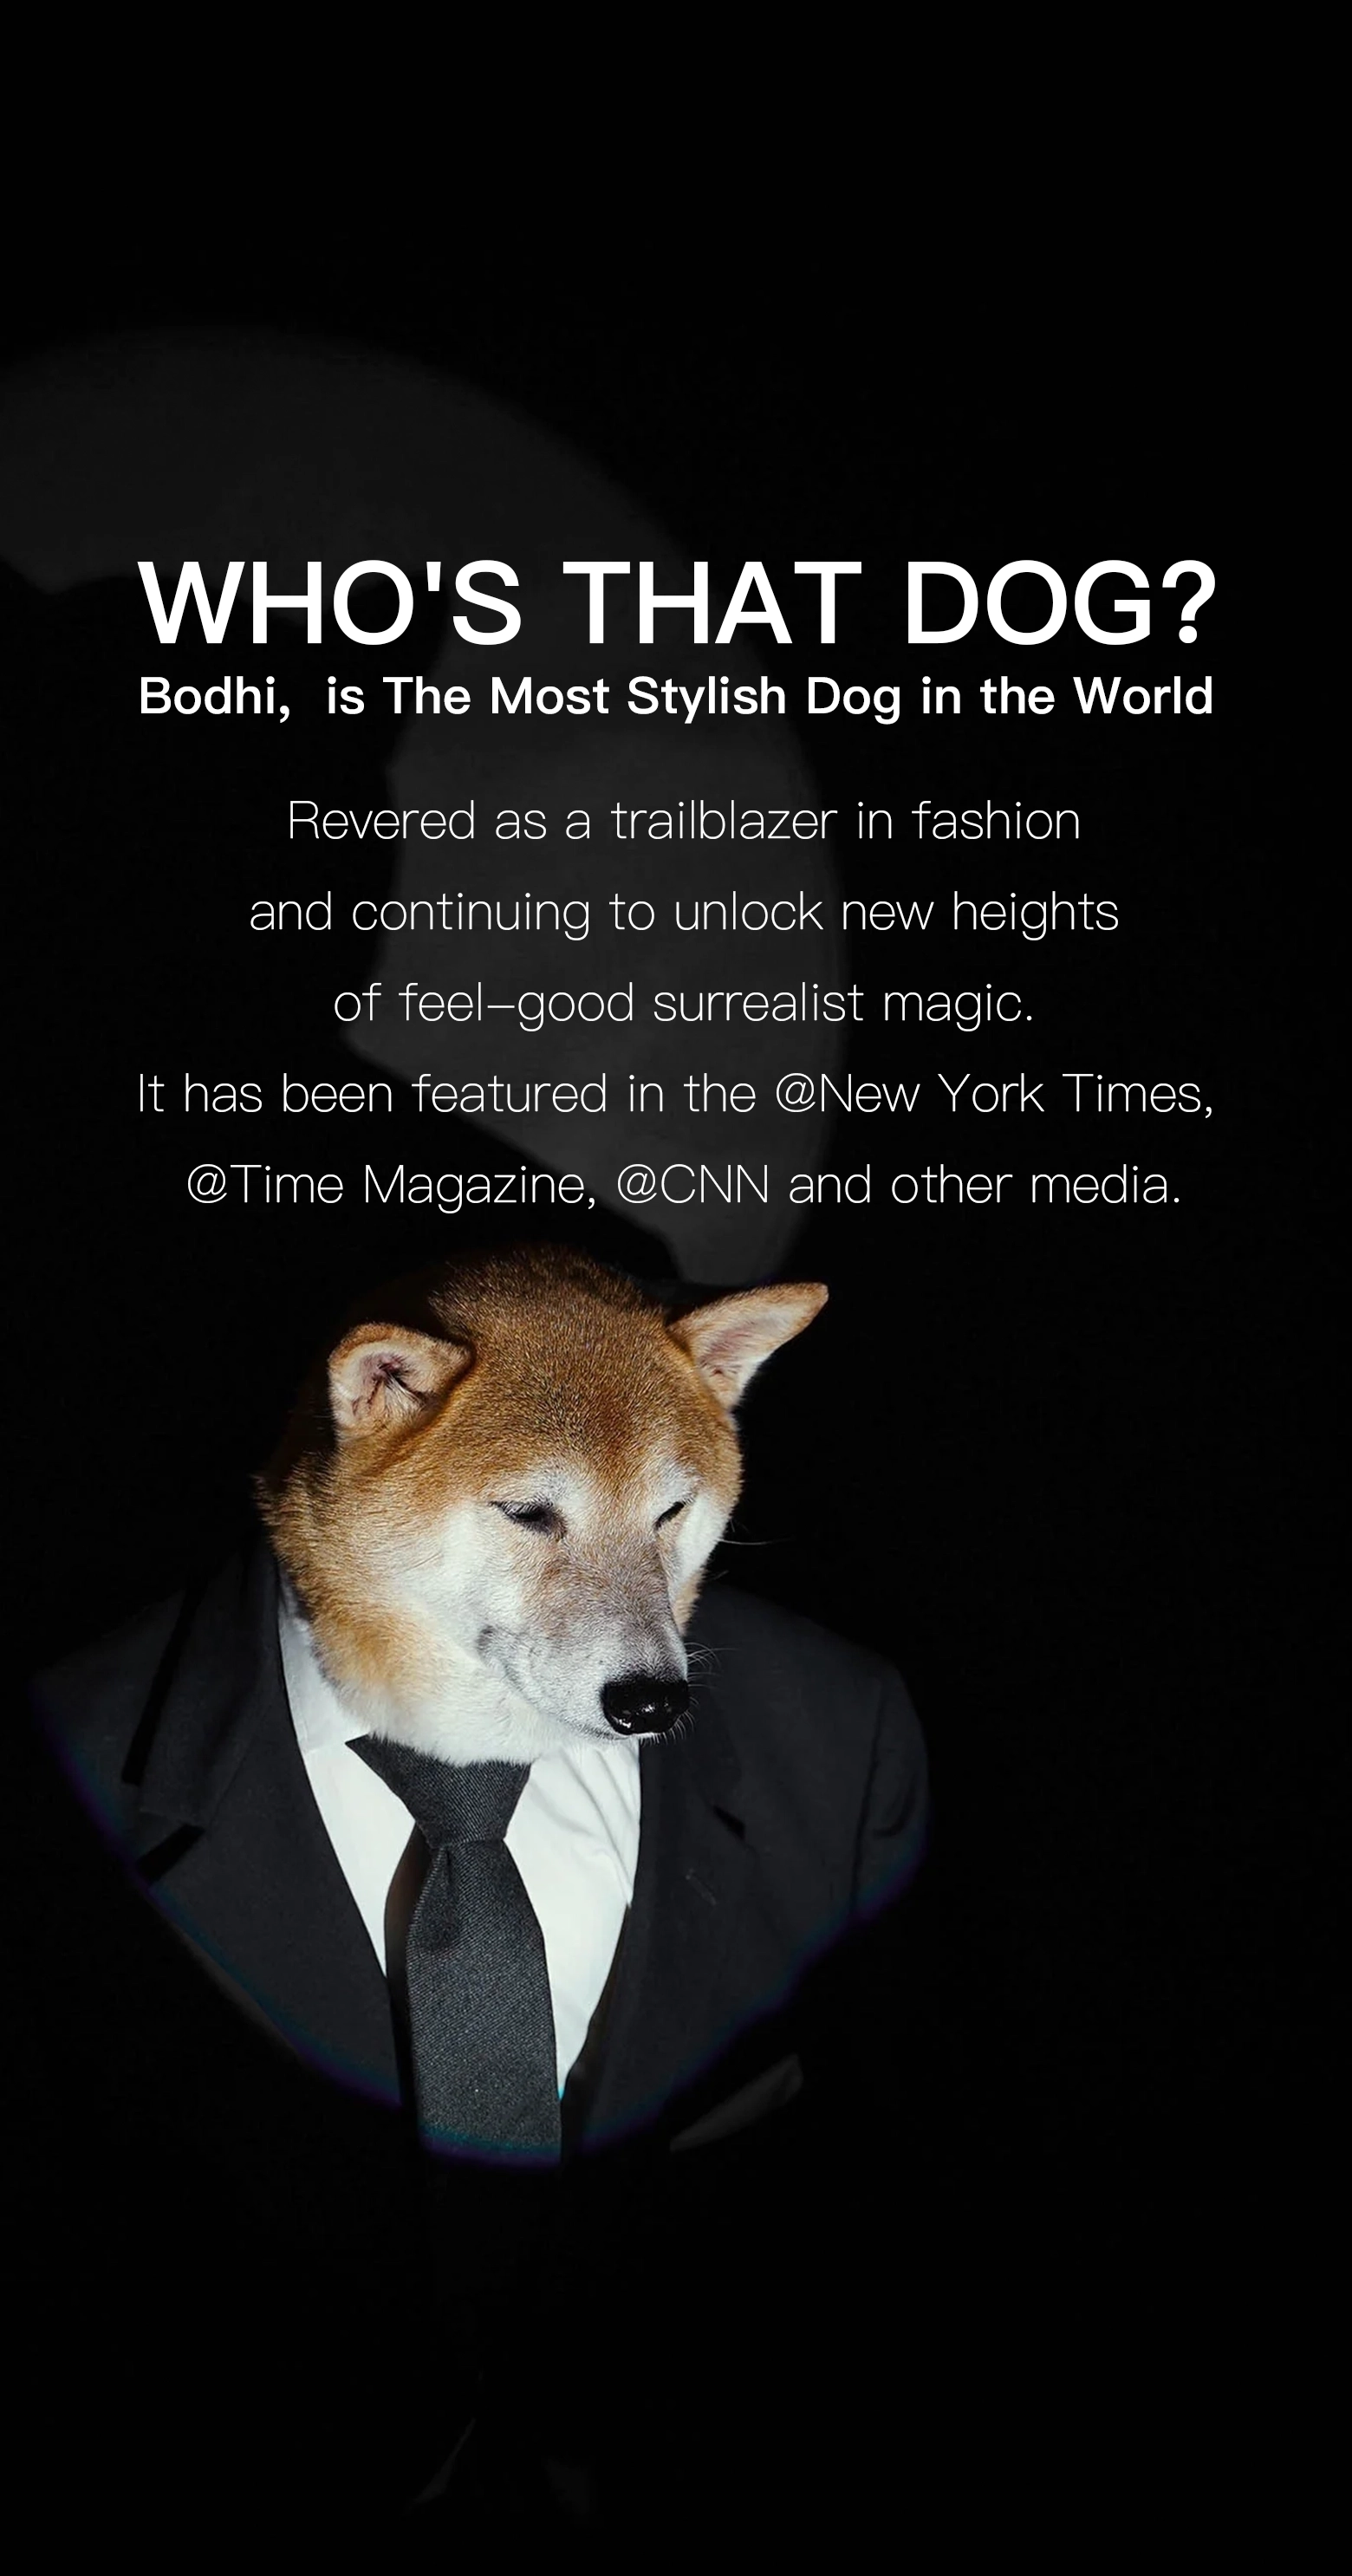 WHO'S THAT DOG?
Bodhi,  is The Most Stylish Dog in the World
Revered as a trailblazer in fashion
and continuing to unlock new heights
of feel–good surrealist magic.
It has been featured in the @New York Times,
@Time Magazine, @CNN and other media.